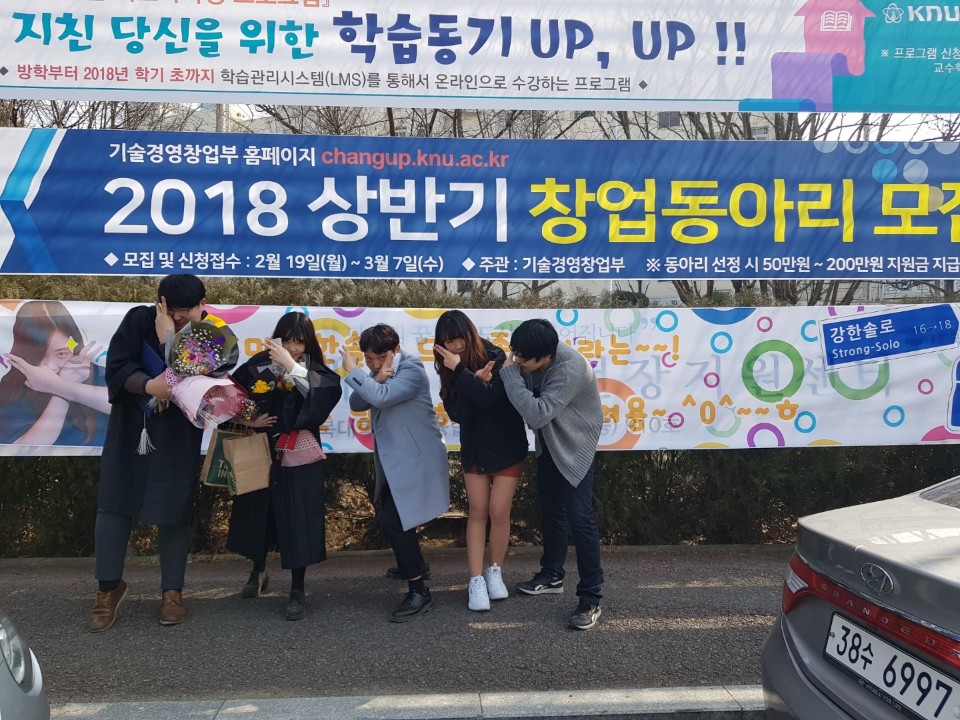 지친 당신을 위한 학습동기 UP, UP !!
◆ 방학부터 2018년 학기 초까지 학습관리시스템(LMS)를 통해서 온라인으로 수강하는 프로그램 ◆
KNU
※ 프로그램 신청
기술경영창업부 홈페이지 changup.knu.ac.kr
2018 상반기 창업동아리 모집
◆ 모집 및 신청접수 : 2월 19일(월) ~ 3월 7일(수) ◆ 주관 : 기술경영창업부 ※ 동아리 선정 시 50만원 ~ 200만원 지원금 지급
강한솔로 16→18
Strong-Solo
라는~~!
^0^~~ㅎ
GRANDEUR
38수 6997